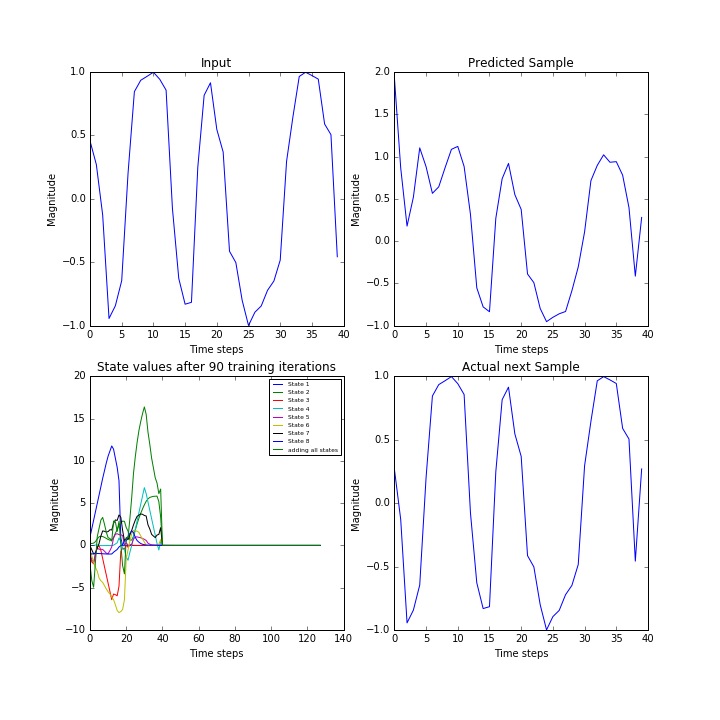 Input
Magnitude
1.0
0.5
0.0
−0.5
−1.0
0 5 10 15 20 25 30 35 40
Time steps
Predicted Sample
Magnitude
2.0
1.5
1.0
0.5
0.0
−0.5
−1.0
0 5 10 15 20 25 30 35 40
Time steps
State values after 90 training iterations
Magnitude
20
15
10
5
0
−5
−10
0 20 40 60 80 100 120 140
Time steps
State 1
State 2
State 3
State 4
State 5
State 6
State 7
State 8
adding all states
Actual next Sample
Magnitude
1.0
0.5
0.0
−0.5
−1.0
0 5 10 15 20 25 30 35 40
Time steps